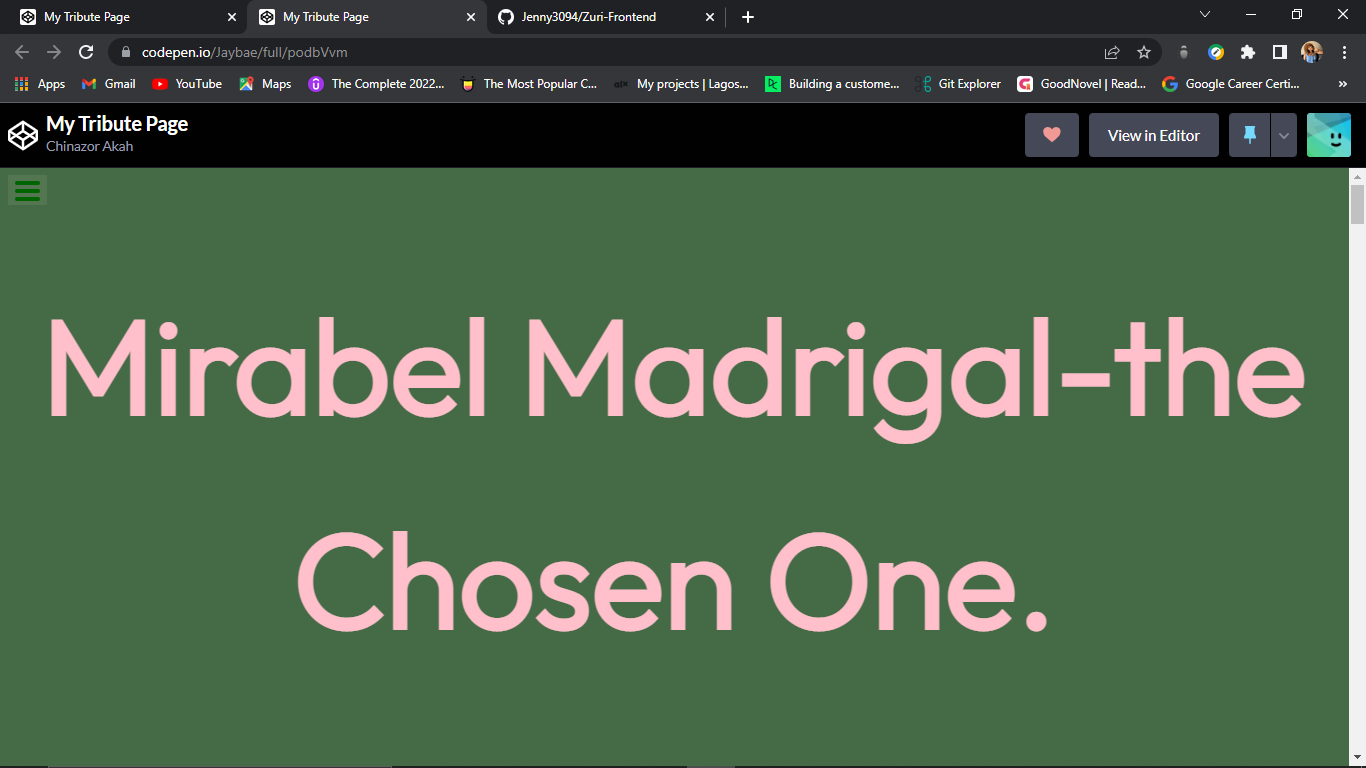 My Tribute Page
My Tribute Page
Jenny3094/Zuri-Frontend
codepen.io/Jaybae/full/podbVvm
Apps
Gmail
YouTube
Maps
The Complete 2022...
The Most Popular C...
My projects | Lagos...
Building a custome...
Git Explorer
GoodNovel | Read...
Google Career Certi...
My Tribute Page
Chinazor Akah
View in Editor
Mirabel Madrigal-the
Chosen One.